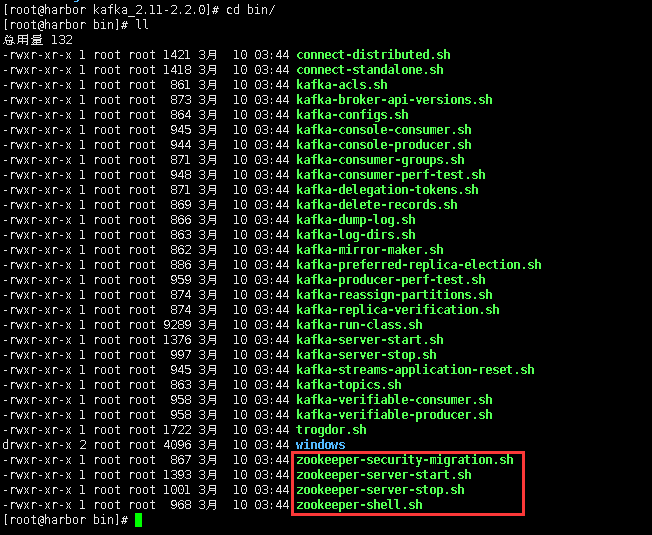 [root@harbor kafka_2.11-2.2.0]# cd bin/
[root@harbor bin]# ll
总用量 132
-rwxr-xr-x 1 root root 1421 3月  10 03:44 connect-distributed.sh
-rwxr-xr-x 1 root root 1418 3月  10 03:44 connect-standalone.sh
-rwxr-xr-x 1 root root  861 3月  10 03:44 kafka-acls.sh
-rwxr-xr-x 1 root root  873 3月  10 03:44 kafka-broker-api-versions.sh
-rwxr-xr-x 1 root root  864 3月  10 03:44 kafka-configs.sh
-rwxr-xr-x 1 root root  945 3月  10 03:44 kafka-console-consumer.sh
-rwxr-xr-x 1 root root  944 3月  10 03:44 kafka-console-producer.sh
-rwxr-xr-x 1 root root  871 3月  10 03:44 kafka-consumer-groups.sh
-rwxr-xr-x 1 root root  948 3月  10 03:44 kafka-consumer-perf-test.sh
-rwxr-xr-x 1 root root  871 3月  10 03:44 kafka-delegation-tokens.sh
-rwxr-xr-x 1 root root  869 3月  10 03:44 kafka-delete-records.sh
-rwxr-xr-x 1 root root  866 3月  10 03:44 kafka-dump-log.sh
-rwxr-xr-x 1 root root  863 3月  10 03:44 kafka-log-dirs.sh
-rwxr-xr-x 1 root root  862 3月  10 03:44 kafka-mirror-maker.sh
-rwxr-xr-x 1 root root  886 3月  10 03:44 kafka-preferred-replica-election.sh
-rwxr-xr-x 1 root root  959 3月  10 03:44 kafka-producer-perf-test.sh
-rwxr-xr-x 1 root root  874 3月  10 03:44 kafka-reassign-partitions.sh
-rwxr-xr-x 1 root root  874 3月  10 03:44 kafka-replica-verification.sh
-rwxr-xr-x 1 root root 9289 3月  10 03:44 kafka-run-class.sh
-rwxr-xr-x 1 root root 1376 3月  10 03:44 kafka-server-start.sh
-rwxr-xr-x 1 root root  997 3月  10 03:44 kafka-server-stop.sh
-rwxr-xr-x 1 root root  945 3月  10 03:44 kafka-streams-application-reset.sh
-rwxr-xr-x 1 root root  863 3月  10 03:44 kafka-topics.sh
-rwxr-xr-x 1 root root  958 3月  10 03:44 kafka-verifiable-consumer.sh
-rwxr-xr-x 1 root root  958 3月  10 03:44 kafka-verifiable-producer.sh
-rwxr-xr-x 1 root root 1722 3月  10 03:44 trogdor.sh
drwxr-xr-x 2 root root 4096 3月  10 03:44 windows
-rwxr-xr-x 1 root root  867 3月  10 03:44 zookeeper-security-migration.sh
-rwxr-xr-x 1 root root 1393 3月  10 03:44 zookeeper-server-start.sh
-rwxr-xr-x 1 root root 1001 3月  10 03:44 zookeeper-server-stop.sh
-rwxr-xr-x 1 root root  968 3月  10 03:44 zookeeper-shell.sh
[root@harbor bin]#